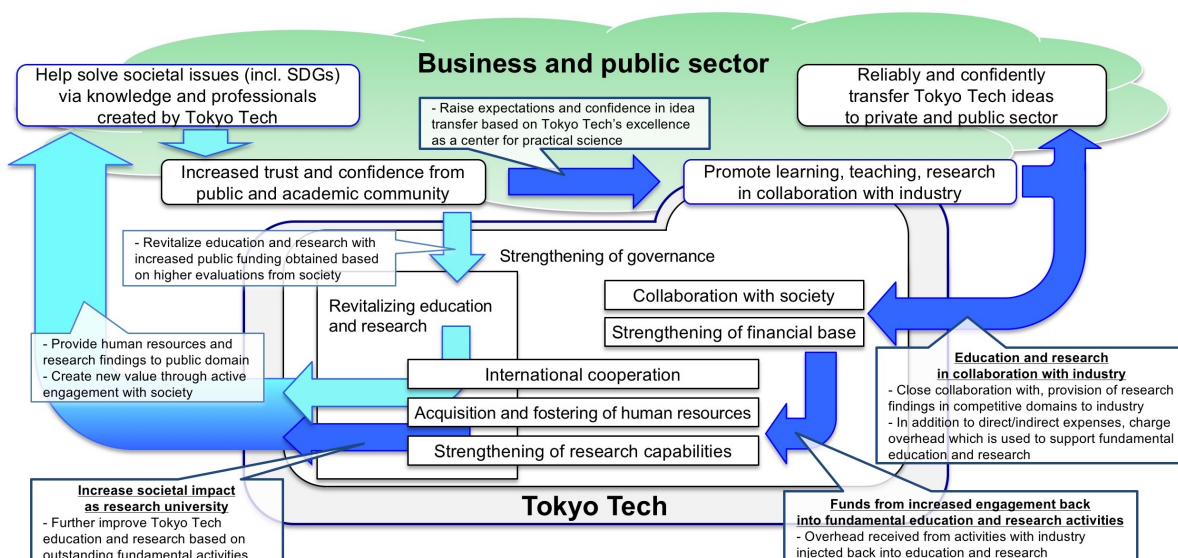 Business and public sector
Help solve societal issues (incl. SDGs)
via knowledge and professionals
created by Tokyo Tech
Reliably and confidently
transfer Tokyo Tech ideas
to private and public sector
- Raise expectations and confidence in idea
transfer based on Tokyo Tech's excellence
as a center for practical science
Increased trust and confidence from
public and academic community
Promote learning, teaching, research
in collaboration with industry
- Revitalize education and research with
increased public funding obtained based
on higher evaluations from society
Strengthening of governance
Revitalizing education
and research
Collaboration with society
Strengthening of financial base
- Provide human resources and
research findings to public domain
- Create new value through active
engagement with society
International cooperation
Acquisition and fostering of human resources
Strengthening of research capabilities
Education and research
in collaboration with industry
- Close collaboration with, provision of research
findings in competitive domains to industry
- In addition to direct/indirect expenses, charge
overhead which is used to support fundamental
education and research
Tokyo Tech
Increase societal impact
as research university
- Further improve Tokyo Tech
education and research based on
outstanding fundamental activities
Funds from increased engagement back
into fundamental education and research activities
- Overhead received from activities with industry
injected back into education and research